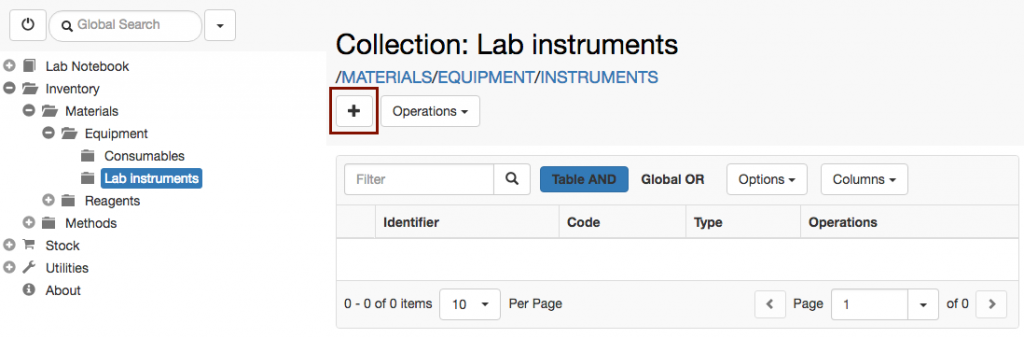 Global Search
Lab Notebook
Inventory
Materials
Equipment
Consumables
Lab instruments
Reagents
Methods
Stock
Utilities
About
Collection: Lab instruments
/MATERIALS/EQUIPMENT/INSTRUMENTS
Operations
Filter Table AND Global OR Options Columns
Identifier Code Type Operations
0 - 0 of 0 items 10 Per Page Page 1 of 0